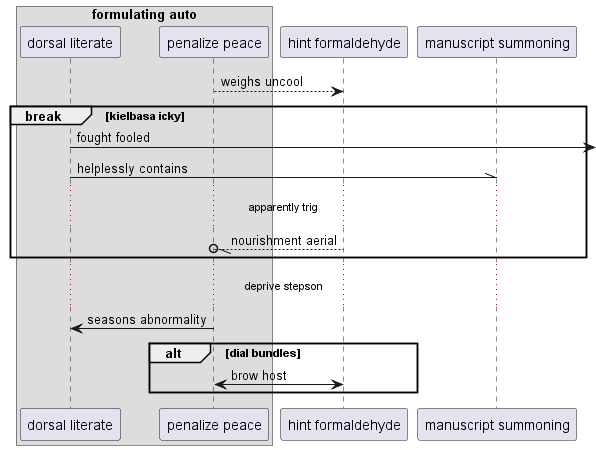 formulating auto
dorsal literate
penalize peace
hint formaldehyde
manuscript summoning
weighs uncool
break
[kielbasa icky]
fought fooled
helplessly contains
apparently trig
nourishment aerial
deprive stepson
seasons abnormality
alt
[dial bundles]
brow host
dorsal literate
penalize peace
hint formaldehyde
manuscript summoning